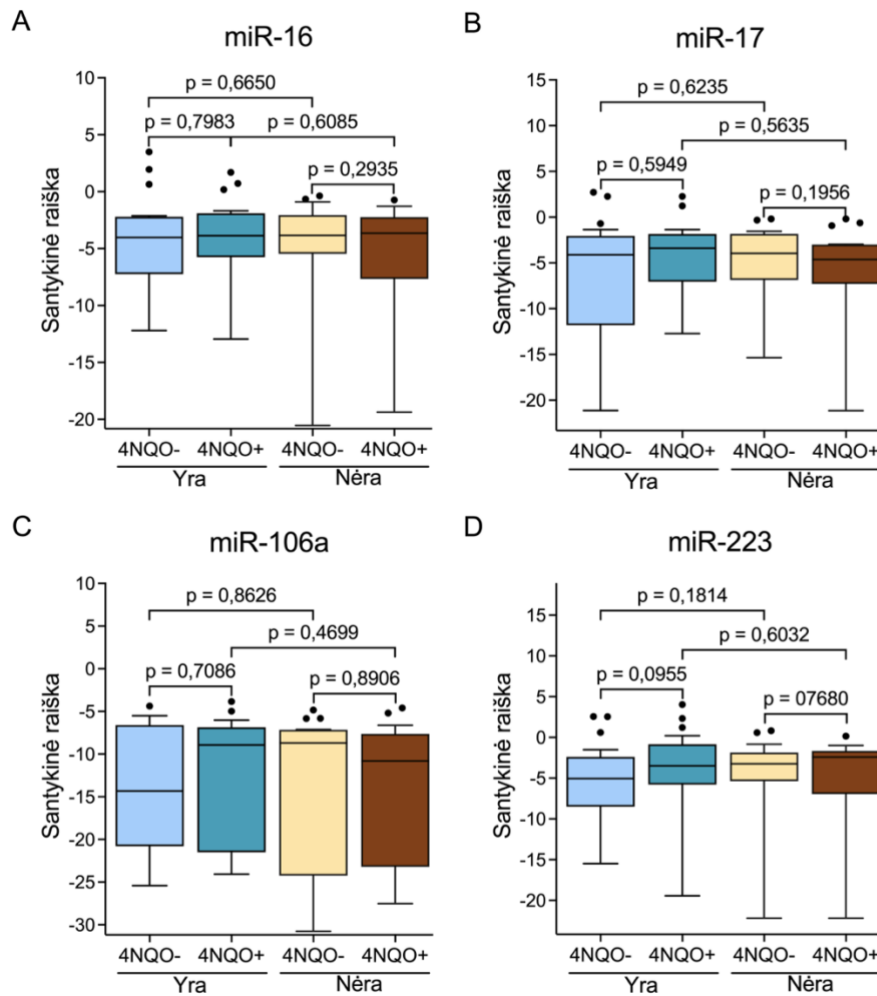 A
miR-16
Santykinė raiška
10
5
0
-5
-10
-15
-20
p = 0,6650
p = 0,7983
p = 0,6085
p = 0,2935
4NQO- 4NQO+ 4NQO- 4NQO+
Yra Nėra
B
miR-17
Santykinė raiška
15
10
5
0
-5
-10
-15
-20
p = 0,6235
p = 0,5635
p = 0,5949
p = 0,1956
4NQO- 4NQO+ 4NQO- 4NQO+
Yra Nėra
C
miR-106a
Santykinė raiška
10
5
0
-5
-10
-15
-20
-25
-30
p = 0,8626
p = 0,4699
p = 0,7086
p = 0,8906
4NQO- 4NQO+ 4NQO- 4NQO+
Yra Nėra
D
miR-223
Santykinė raiška
15
10
5
0
-5
-10
-15
-20
p = 0,1814
p = 0,6032
p = 0,0955
p = 07680
4NQO- 4NQO+ 4NQO- 4NQO+
Yra Nėra